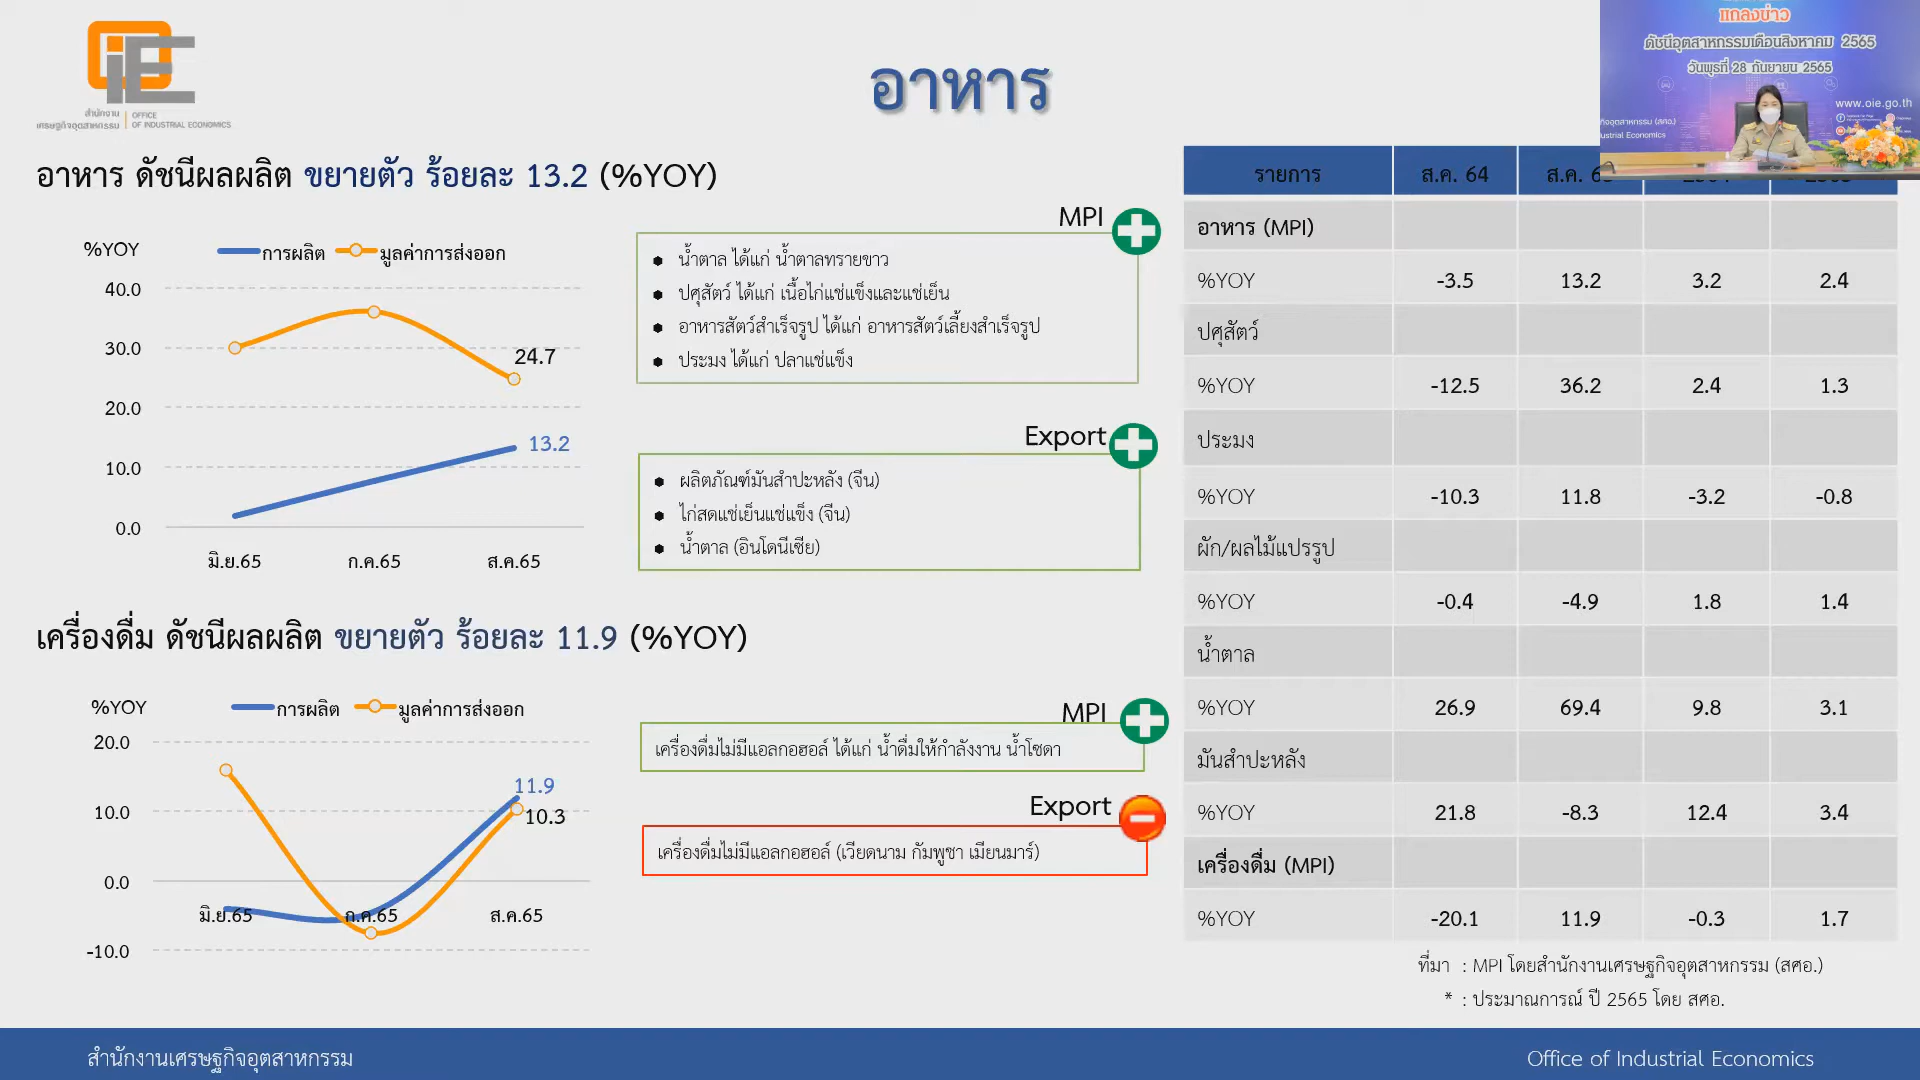 สำนักงาน
เศรษฐกิจอุตสาหกรรม
OFFICE
OF INDUSTRIAL ECONOMICS
อาหาร
แถลงข่าว
ดัชนีอุตสาหกรรมเดือนสิงหาคม 2565
วันพุธที่ 28 กันยายน 2565
www.oie.go.th
อาหาร ดัชนีผลผลิต ขยายตัว ร้อยละ 13.2 (%YOY)
%YOY
การผลิต มูลค่าการส่งออก
40.0
30.0
20.0
10.0
0.0
24.7
13.2
มิ.ย.65 ก.ค.65 ส.ค.65
MPI
น้ำตาล ได้แก่ น้ำตาลทรายขาว
ปศุสัตว์ ได้แก่ เนื้อไก่แช่แข็งและแช่เย็น
อาหารสัตว์สำเร็จรูป ได้แก่ อาหารสัตว์เลี้ยงสำเร็จรูป
ประมง ได้แก่ ปลาแช่แข็ง
Export
ผลิตภัณฑ์มันสำปะหลัง (จีน)
ไก่สดแช่เย็นแช่แข็ง (จีน)
น้ำตาล (อินโดนีเซีย)
เครื่องดื่ม ดัชนีผลผลิต ขยายตัว ร้อยละ 11.9 (%YOY)
%YOY
การผลิต มูลค่าการส่งออก
20.0
10.0
0.0
-10.0
11.9
10.3
มิ.ย.65 ก.ค.65 ส.ค.65
MPI
เครื่องดื่มไม่มีแอลกอฮอล์ ได้แก่ น้ำดื่มให้กำลังงาน น้ำโซดา
Export
เครื่องดื่มไม่มีแอลกอฮอล์ (เวียดนาม กัมพูชา เมียนมาร์)
รายการ ส.ค. 64 ส.ค.
อาหาร (MPI)
%YOY -3.5 13.2 3.2 2.4
ปศุสัตว์
%YOY -12.5 36.2 2.4 1.3
ประมง
%YOY -10.3 11.8 -3.2 -0.8
ผัก/ผลไม้แปรรูป
%YOY -0.4 -4.9 1.8 1.4
น้ำตาล
%YOY 26.9 69.4 9.8 3.1
มันสำปะหลัง
%YOY 21.8 -8.3 12.4 3.4
เครื่องดื่ม (MPI)
%YOY -20.1 11.9 -0.3 1.7
ที่มา : MPI โดยสำนักงานเศรษฐกิจอุตสาหกรรม (สศอ.)
* : ประมาณการณ์ ปี 2565 โดย สศอ.
สำนักงานเศรษฐกิจอุตสาหกรรม
Office of Industrial Economics